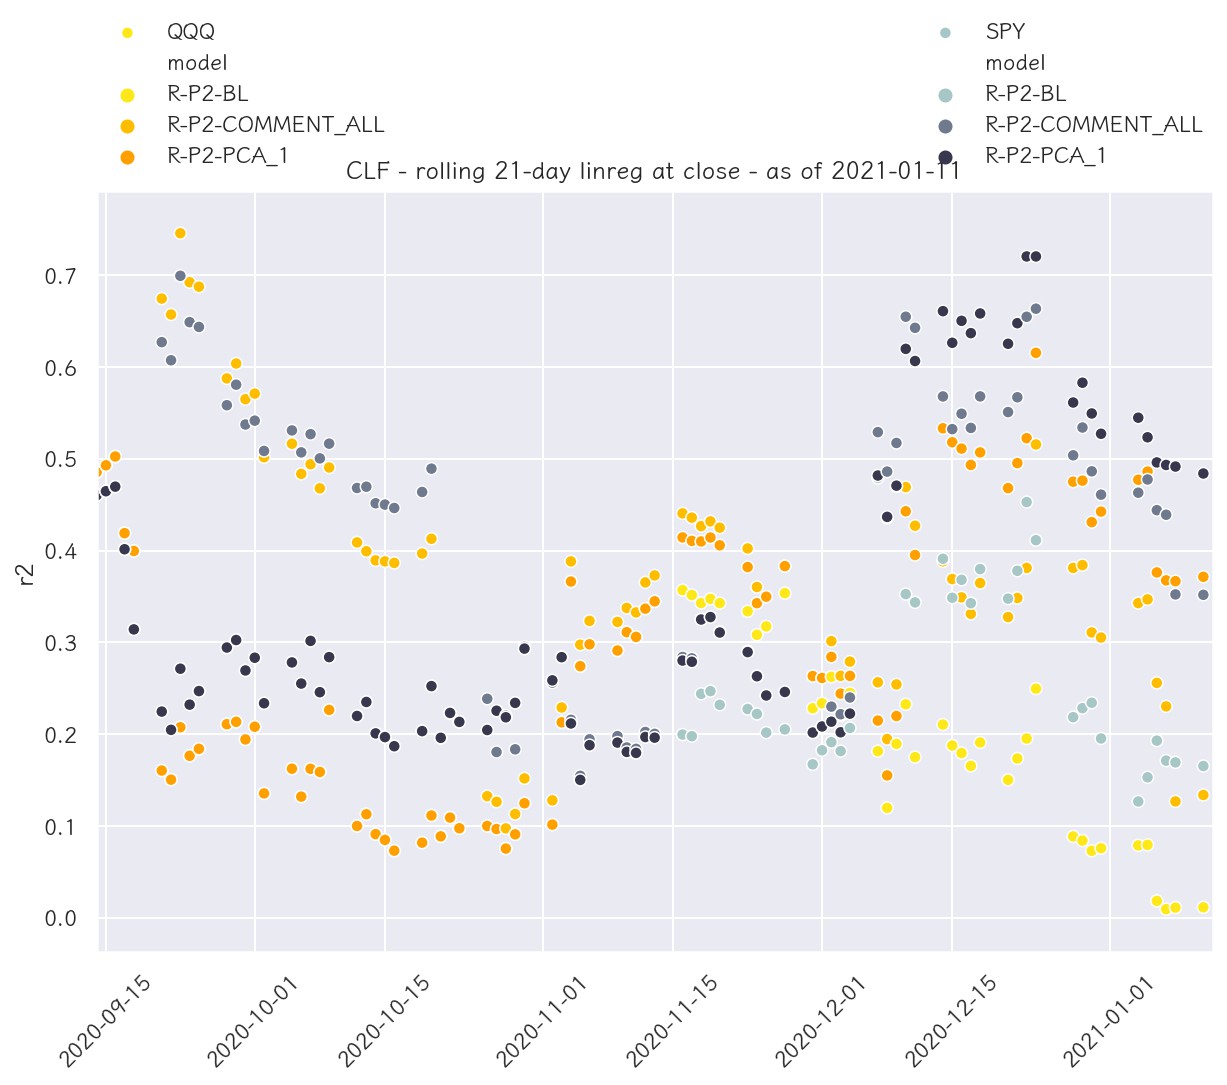 QQQ
model
R-P2-BL
R-P2-COMMENT_ALL
R-P2-PCA_1
SPY
model
R-P2-BL
R-P2-COMMENT_ALL
R-P2-PCA_1
CLF - rolling 21-day linreg at close - as of 2021-01-11
r2
0.7
0.6
0.5
0.4
0.3
0.2
0.1
0.0
2020-09-15
2020-10-01
2020-10-15
2020-11-01
2020-11-15
2020-12-01
2020-12-15
2021-01-01